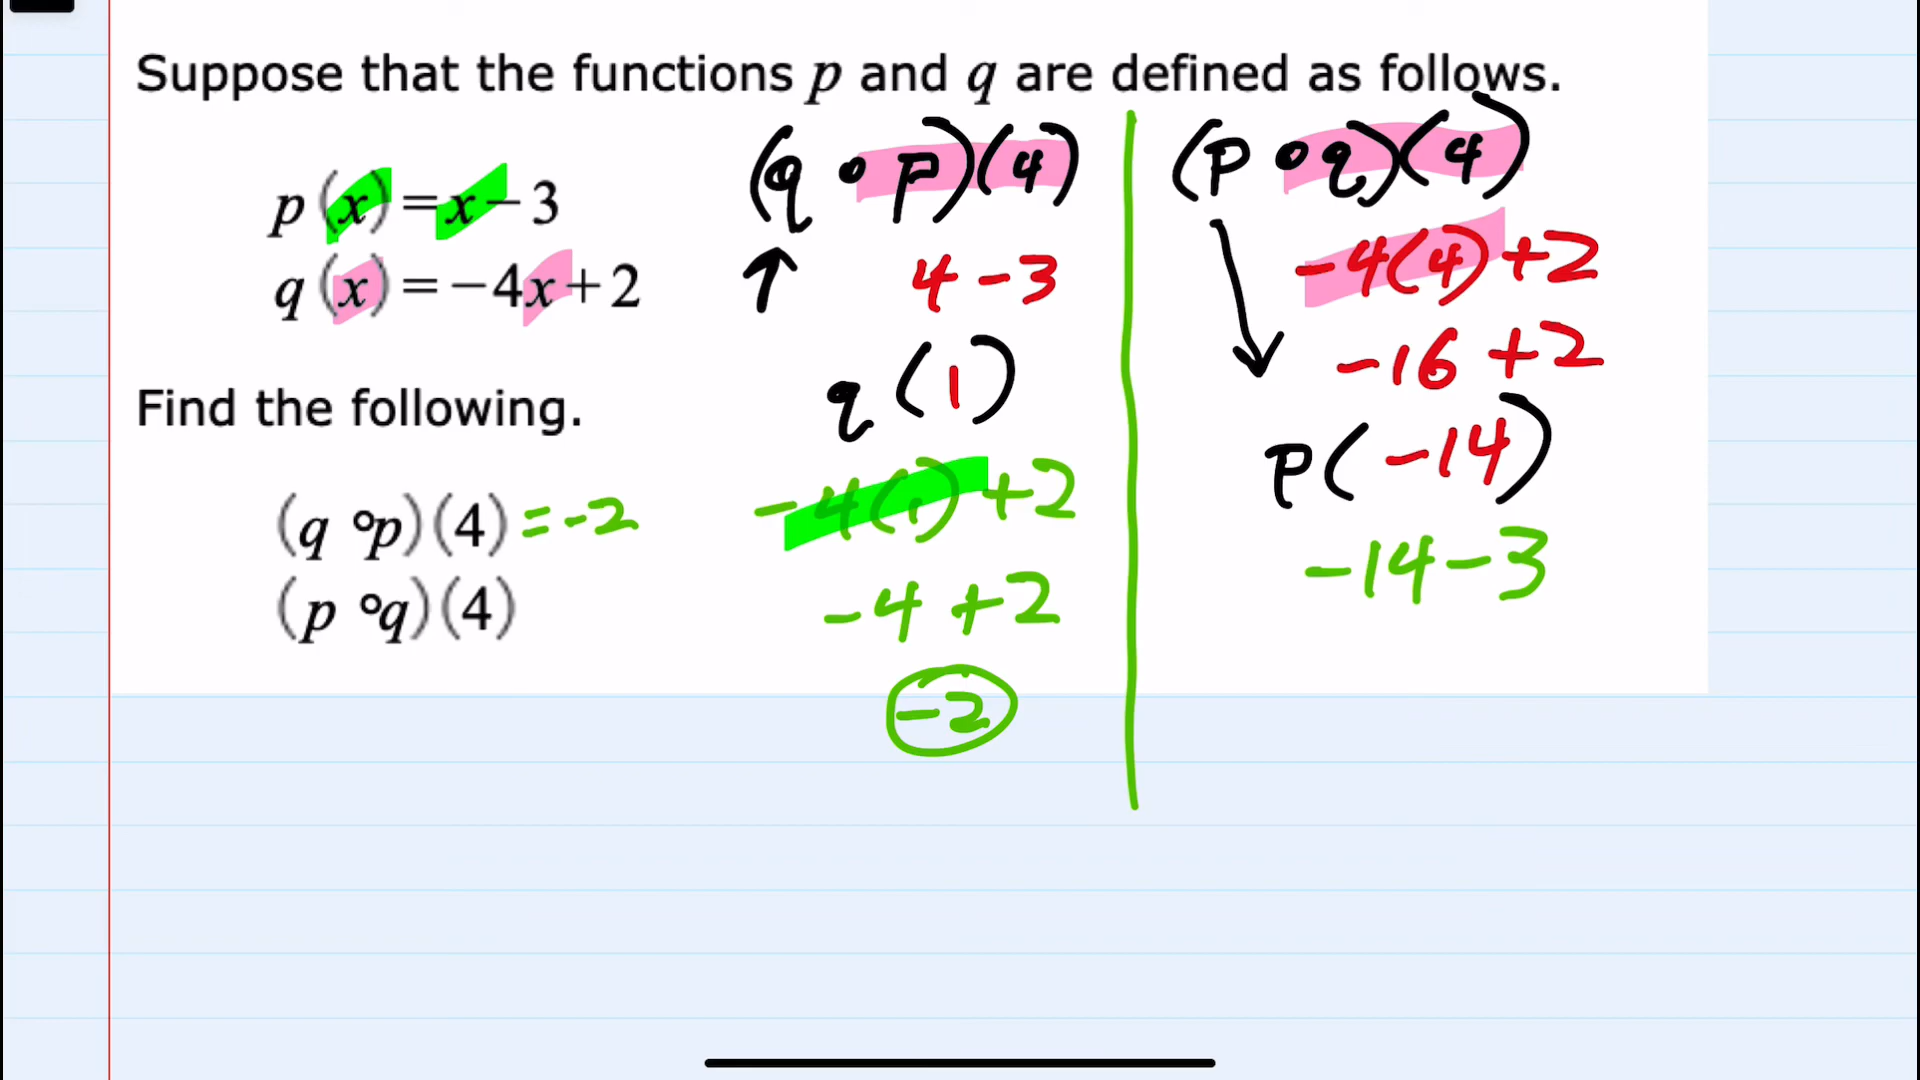 Suppose that the functions p and q are defined as follows.
p(x)=x−3
q(x)=−4x+2
Find the following.
(q∘p)(4)=-2
(p∘q)(4)
(q∘p)(4)
4-3
q(1)
-4(1)+2
-4+2
-2
(p∘q)(4)
-4(4)+2
-16+2
p(-14)
-14-3